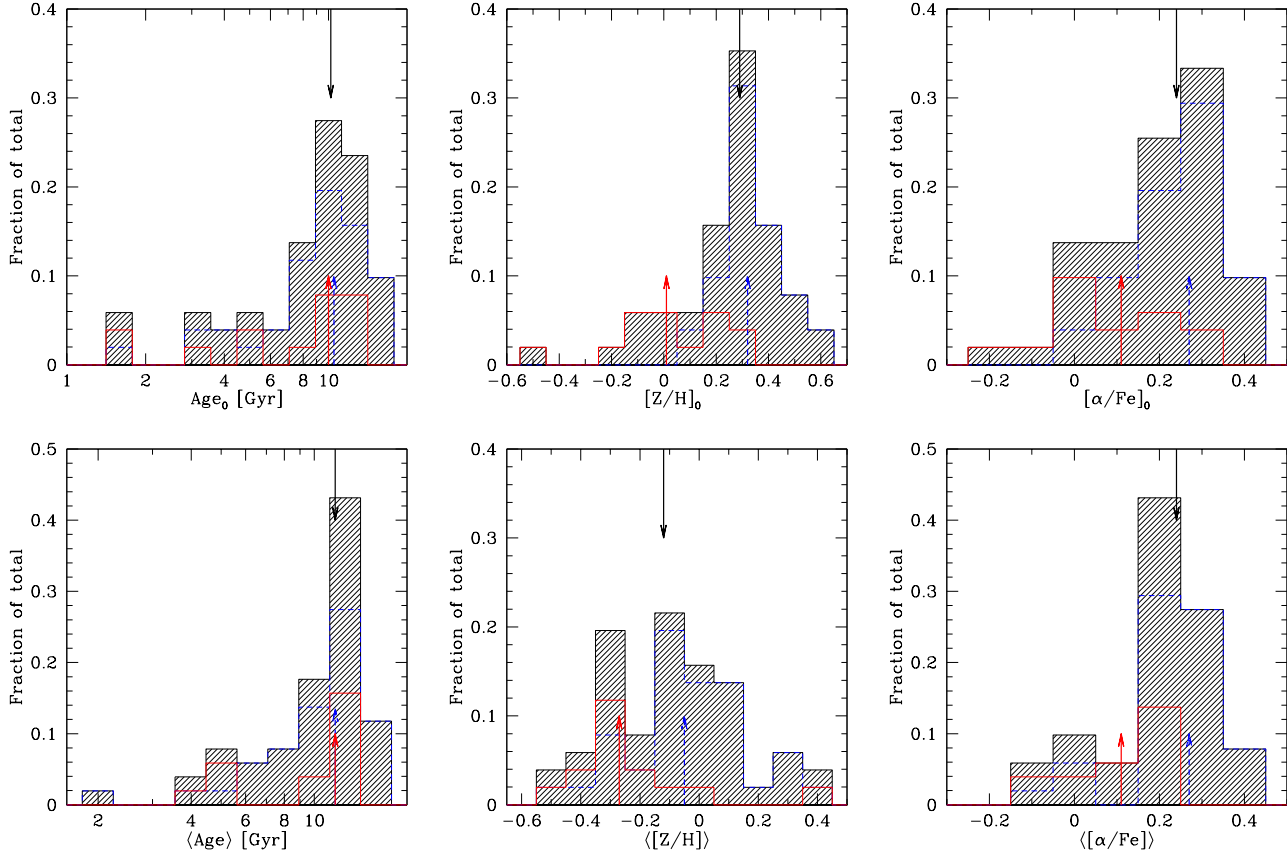 0.4
0.3
0.2
0.1
0
Fraction of total
1 2 4 6 8 10
Age₀ [Gyr]
0.4
0.3
0.2
0.1
0
Fraction of total
−0.6 −0.4 −0.2 0 0.2 0.4 0.6
[Z/H]₀
0.4
0.3
0.2
0.1
0
Fraction of total
−0.2 0 0.2 0.4
[α/Fe]₀
0.5
0.4
0.3
0.2
0.1
0
Fraction of total
2 4 6 8 10
⟨Age⟩ [Gyr]
0.4
0.3
0.2
0.1
0
Fraction of total
−0.6 −0.4 −0.2 0 0.2 0.4
⟨[Z/H]⟩
0.5
0.4
0.3
0.2
0.1
0
Fraction of total
−0.2 0 0.2 0.4
⟨[α/Fe]⟩